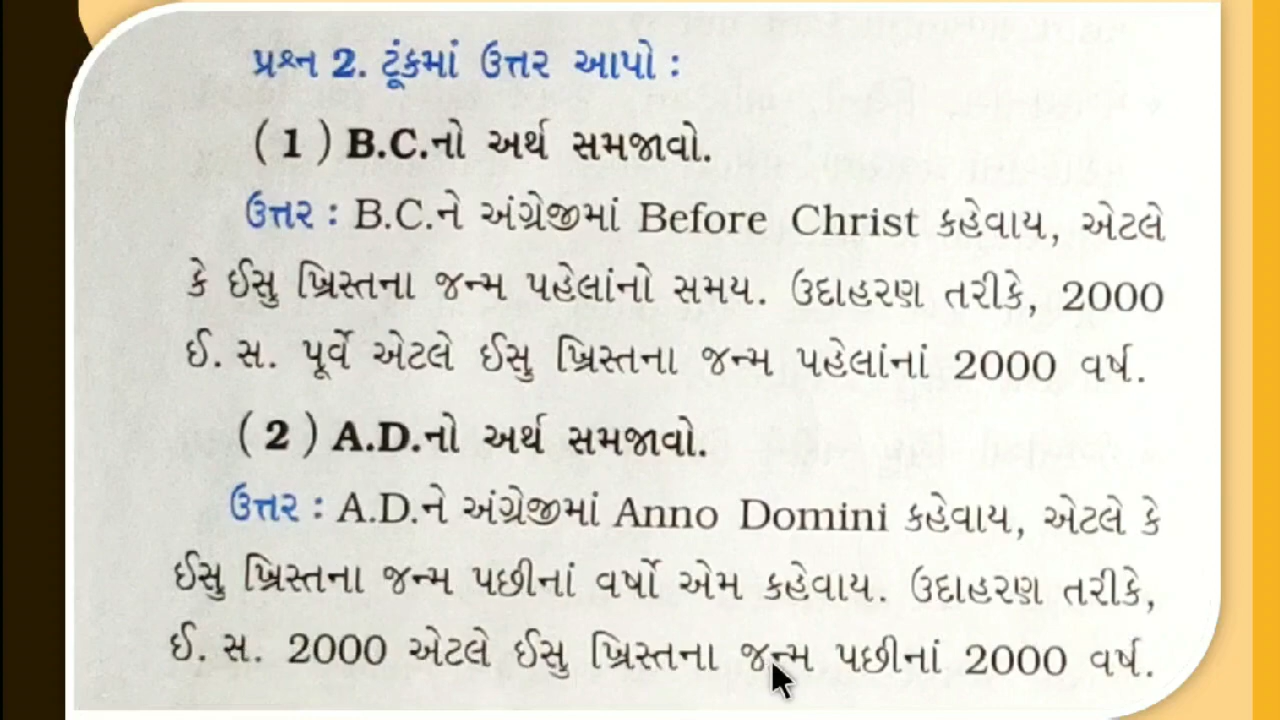 પ્રશ્ન 2. ટૂંકમાં ઉત્તર આપો :
( 1 ) B.C.નો અર્થ સમજાવો.
ઉત્તર : B.C.ને અંગ્રેજીમાં Before Christ કહેવાય, એટલે
કે ઈસુ ખ્રિસ્તના જન્મ પહેલાંનો સમય. ઉદાહરણ તરીકે, 2000
ઈ. સ. પૂર્વે એટલે ઈસુ ખ્રિસ્તના જન્મ પહેલાંનાં 2000 વર્ષ.
( 2 ) A.D.નો અર્થ સમજાવો.
ઉત્તર : A.D.ને અંગ્રેજીમાં Anno Domini કહેવાય, એટલે કે
ઈસુ ખ્રિસ્તના જન્મ પછીનાં વર્ષો એમ કહેવાય. ઉદાહરણ તરીકે,
ઈ. સ. 2000 એટલે ઈસુ ખ્રિસ્તના જન્મ પછીનાં 2000 વર્ષ.